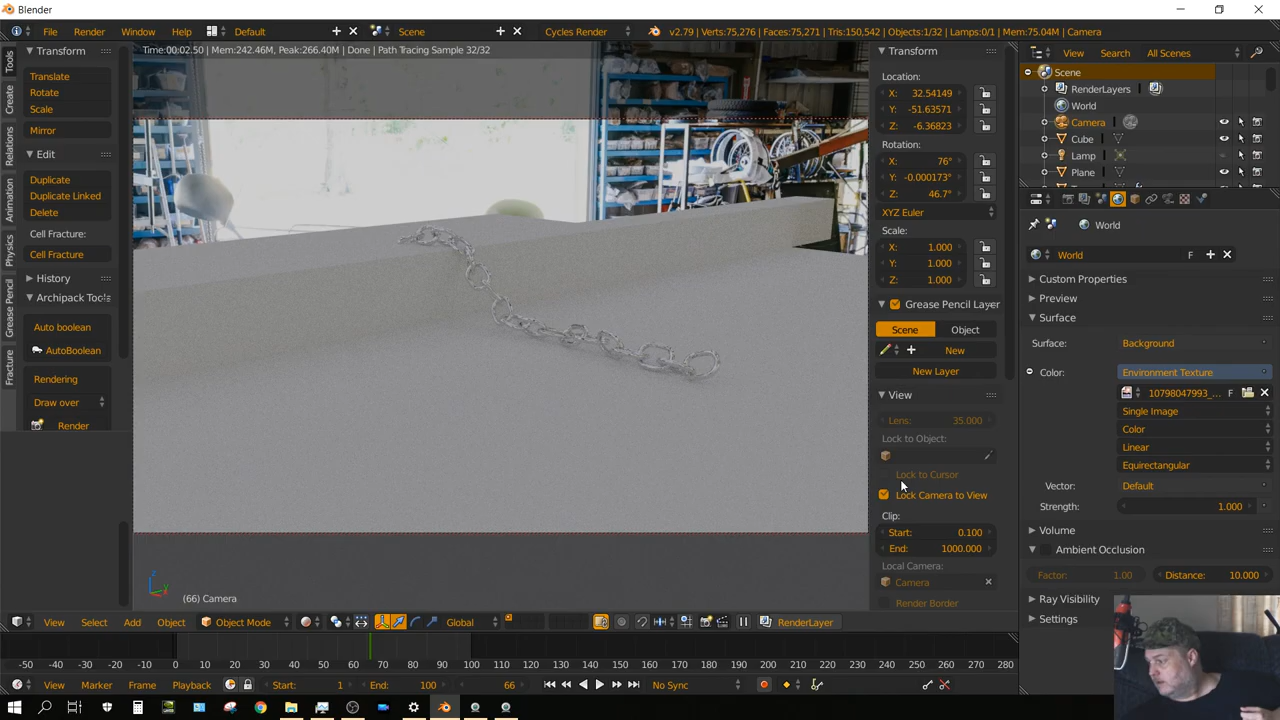 Blender
File Render Window Help Default Scene Cycles Render v2.79 | Verts:75,276 | Faces:75,271 | Tris:150,542 | Objects:1/32 | Lamps:0/1 | Mem:75.04M | Camera
Time:00:02.50 | Mem:242.46M, Peak:266.40M | Done | Path Tracing Sample 32/32
Tools
Create
Relations
Animation
Physics
Grease Pencil
Fracture
Transform
Translate
Rotate
Scale
Mirror
Edit
Duplicate
Duplicate Linked
Delete
Cell Fracture:
Cell Fracture
History
Archipack Tools
Auto boolean
AutoBoolean
Rendering
Draw over
Render
(66) Camera
Transform
Location:
X: 32.54149
Y: -51.63571
Z: -6.36823
Rotation:
X: 76°
Y: -0.000173°
Z: 46.7°
XYZ Euler
Scale:
X: 1.000
Y: 1.000
Z: 1.000
Grease Pencil Layer
Scene Object
New
New Layer
View
Lens: 35.000
Lock to Object:
Lock to Cursor
Lock Camera to View
Clip:
Start: 0.100
End: 1000.000
Local Camera:
Camera
Render Border
View Search All Scenes
Scene
RenderLayers
World
Camera
Cube
Lamp
Plane
World
World F
Custom Properties
Preview
Surface
Surface: Background
Color: Environment Texture
10798047993_... F
Single Image
Color
Linear
Equirectangular
Vector: Default
Strength: 1.000
Volume
Ambient Occlusion
Factor: 1.00 Distance: 10.000
Ray Visibility
Settings
View Select Add Object Object Mode Global RenderLayer
-50 -40 -30 -20 -10 0 10 20 30 40 50 60 70 80 90 100 110 120 130 140 150 160 170 180 190 200 210 220 230 240 250 260 270 280
View Marker Frame Playback Start: 1 End: 100 66 No Sync